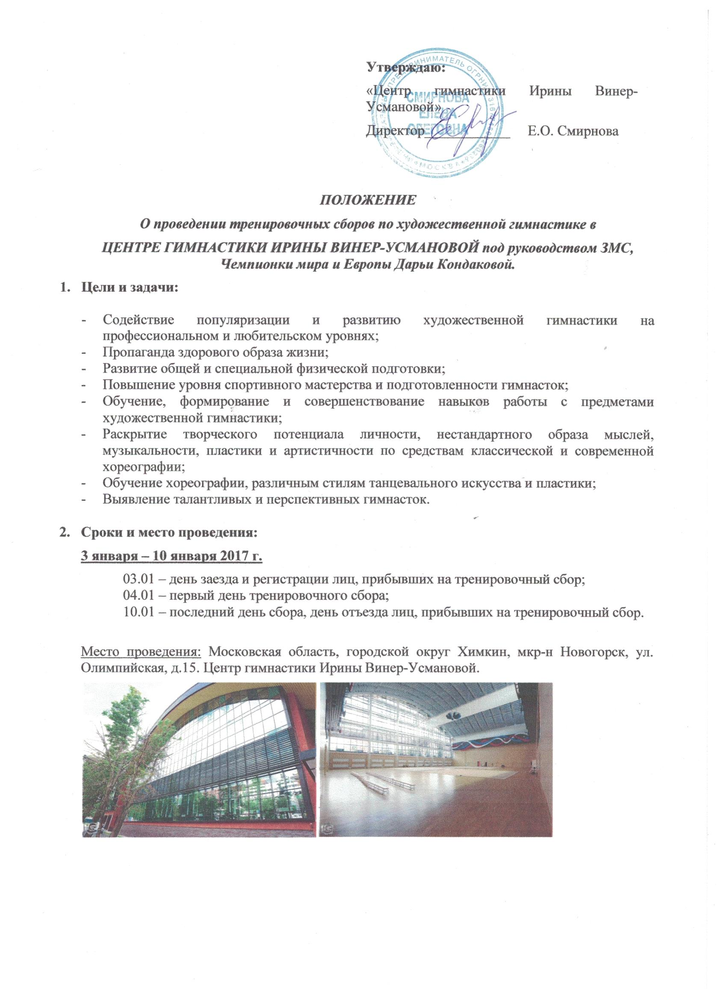 Утверждаю:
«Центр гимнастики Ирины Винер-
Усмановой»
Директор____________ Е.О. Смирнова
СМИРНОВА
ЕЛЕНА
ОЛЕГОВНА
ПРЕДПРИНИМАТЕЛЬ ОГРНИП
*МОСКВА*
ПОЛОЖЕНИЕ
О проведении тренировочных сборов по художественной гимнастике в
ЦЕНТРЕ ГИМНАСТИКИ ИРИНЫ ВИНЕР-УСМАНОВОЙ под руководством ЗМС,
Чемпионки мира и Европы Дарьи Кондаковой.
1. Цели и задачи:
- Содействие популяризации и развитию художественной гимнастики на
профессиональном и любительском уровнях;
- Пропаганда здорового образа жизни;
- Развитие общей и специальной физической подготовки;
- Повышение уровня спортивного мастерства и подготовленности гимнасток;
- Обучение, формирование и совершенствование навыков работы с предметами
художественной гимнастики;
- Раскрытие творческого потенциала личности, нестандартного образа мыслей,
музыкальности, пластики и артистичности по средствам классической и современной
хореографии;
- Обучение хореографии, различным стилям танцевального искусства и пластики;
- Выявление талантливых и перспективных гимнасток.
2. Сроки и место проведения:
3 января – 10 января 2017 г.
03.01 – день заезда и регистрации лиц, прибывших на тренировочный сбор;
04.01 – первый день тренировочного сбора;
10.01 – последний день сбора, день отъезда лиц, прибывших на тренировочный сбор.
Место проведения: Московская область, городской округ Химкин, мкр-н Новогорск, ул.
Олимпийская, д.15. Центр гимнастики Ирины Винер-Усмановой.